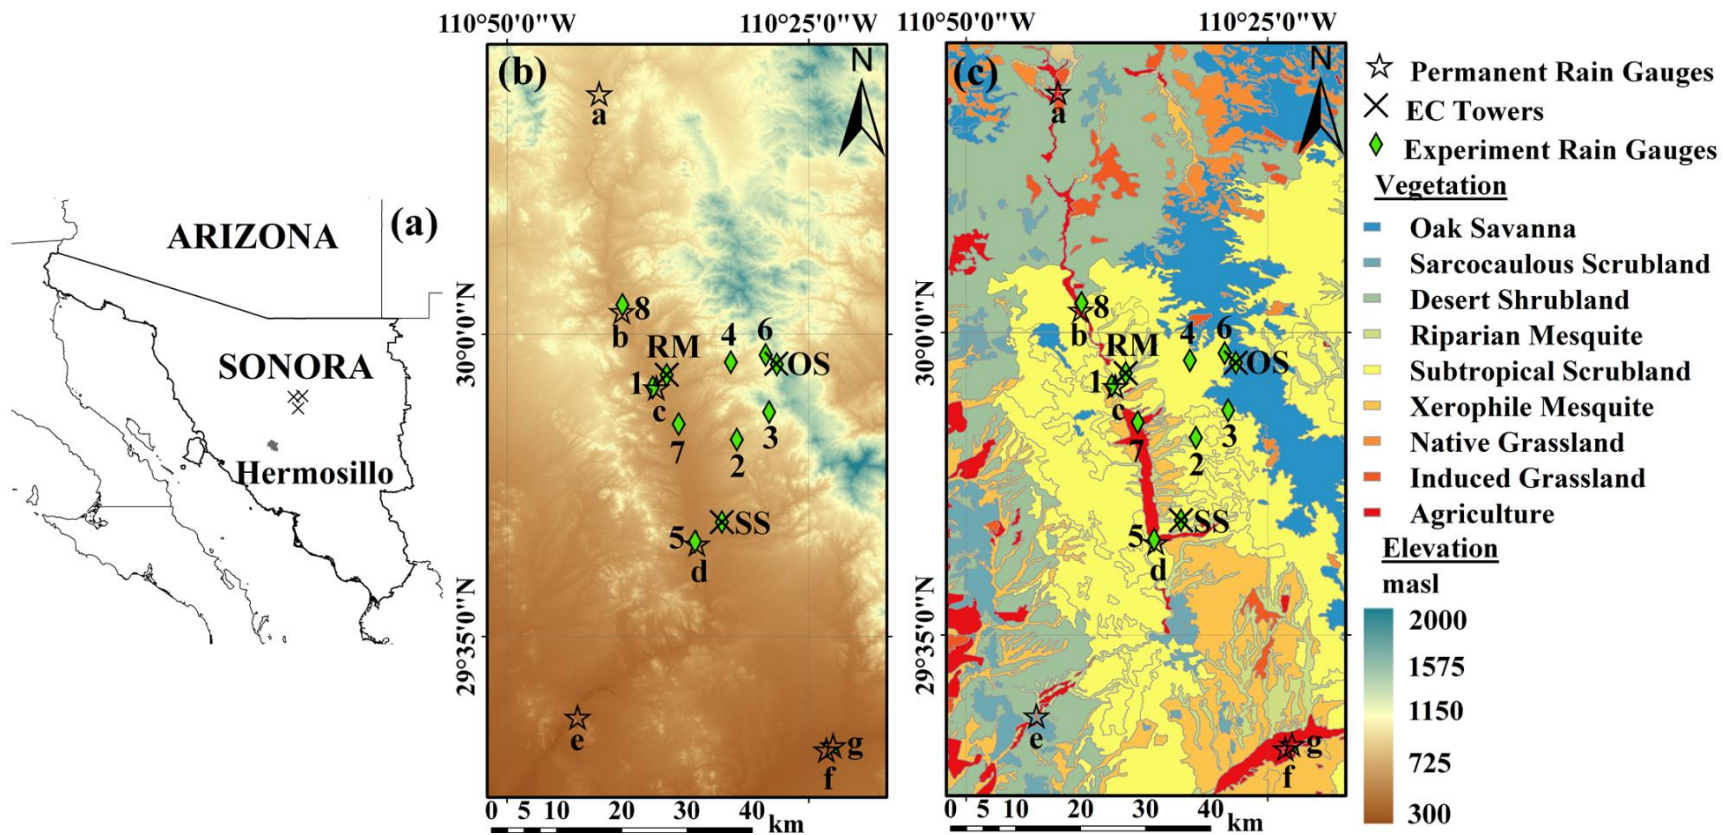 ARIZONA
(a)
SONORA
Hermosillo
110°50'0"W
110°25'0"W
(b)
N
a
8
b
4
6
RM
OS
1
c
3
7
2
SS
5
d
e
g
f
30°0'0"N
29°35'0"N
0 5 10 20 30 40
km
110°50'0"W
110°25'0"W
(c)
N
a
8
b
4
6
RM
OS
1
c
3
7
2
SS
5
d
e
g
f
30°0'0"N
29°35'0"N
0 5 10 20 30 40
km
Permanent Rain Gauges
EC Towers
Experiment Rain Gauges
Vegetation
Oak Savanna
Sarcocaulous Scrubland
Desert Shrubland
Riparian Mesquite
Subtropical Scrubland
Xerophile Mesquite
Native Grassland
Induced Grassland
Agriculture
Elevation
masl
2000
1575
1150
725
300